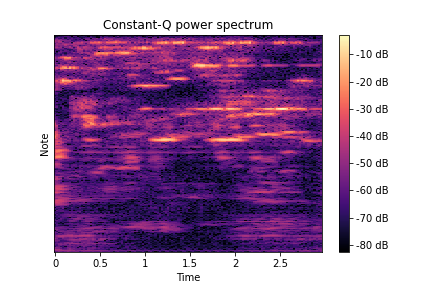 Constant-Q power spectrum
Note
0
0.5
1
1.5
2
2.5
Time
-10 dB
-20 dB
-30 dB
-40 dB
-50 dB
-60 dB
-70 dB
-80 dB